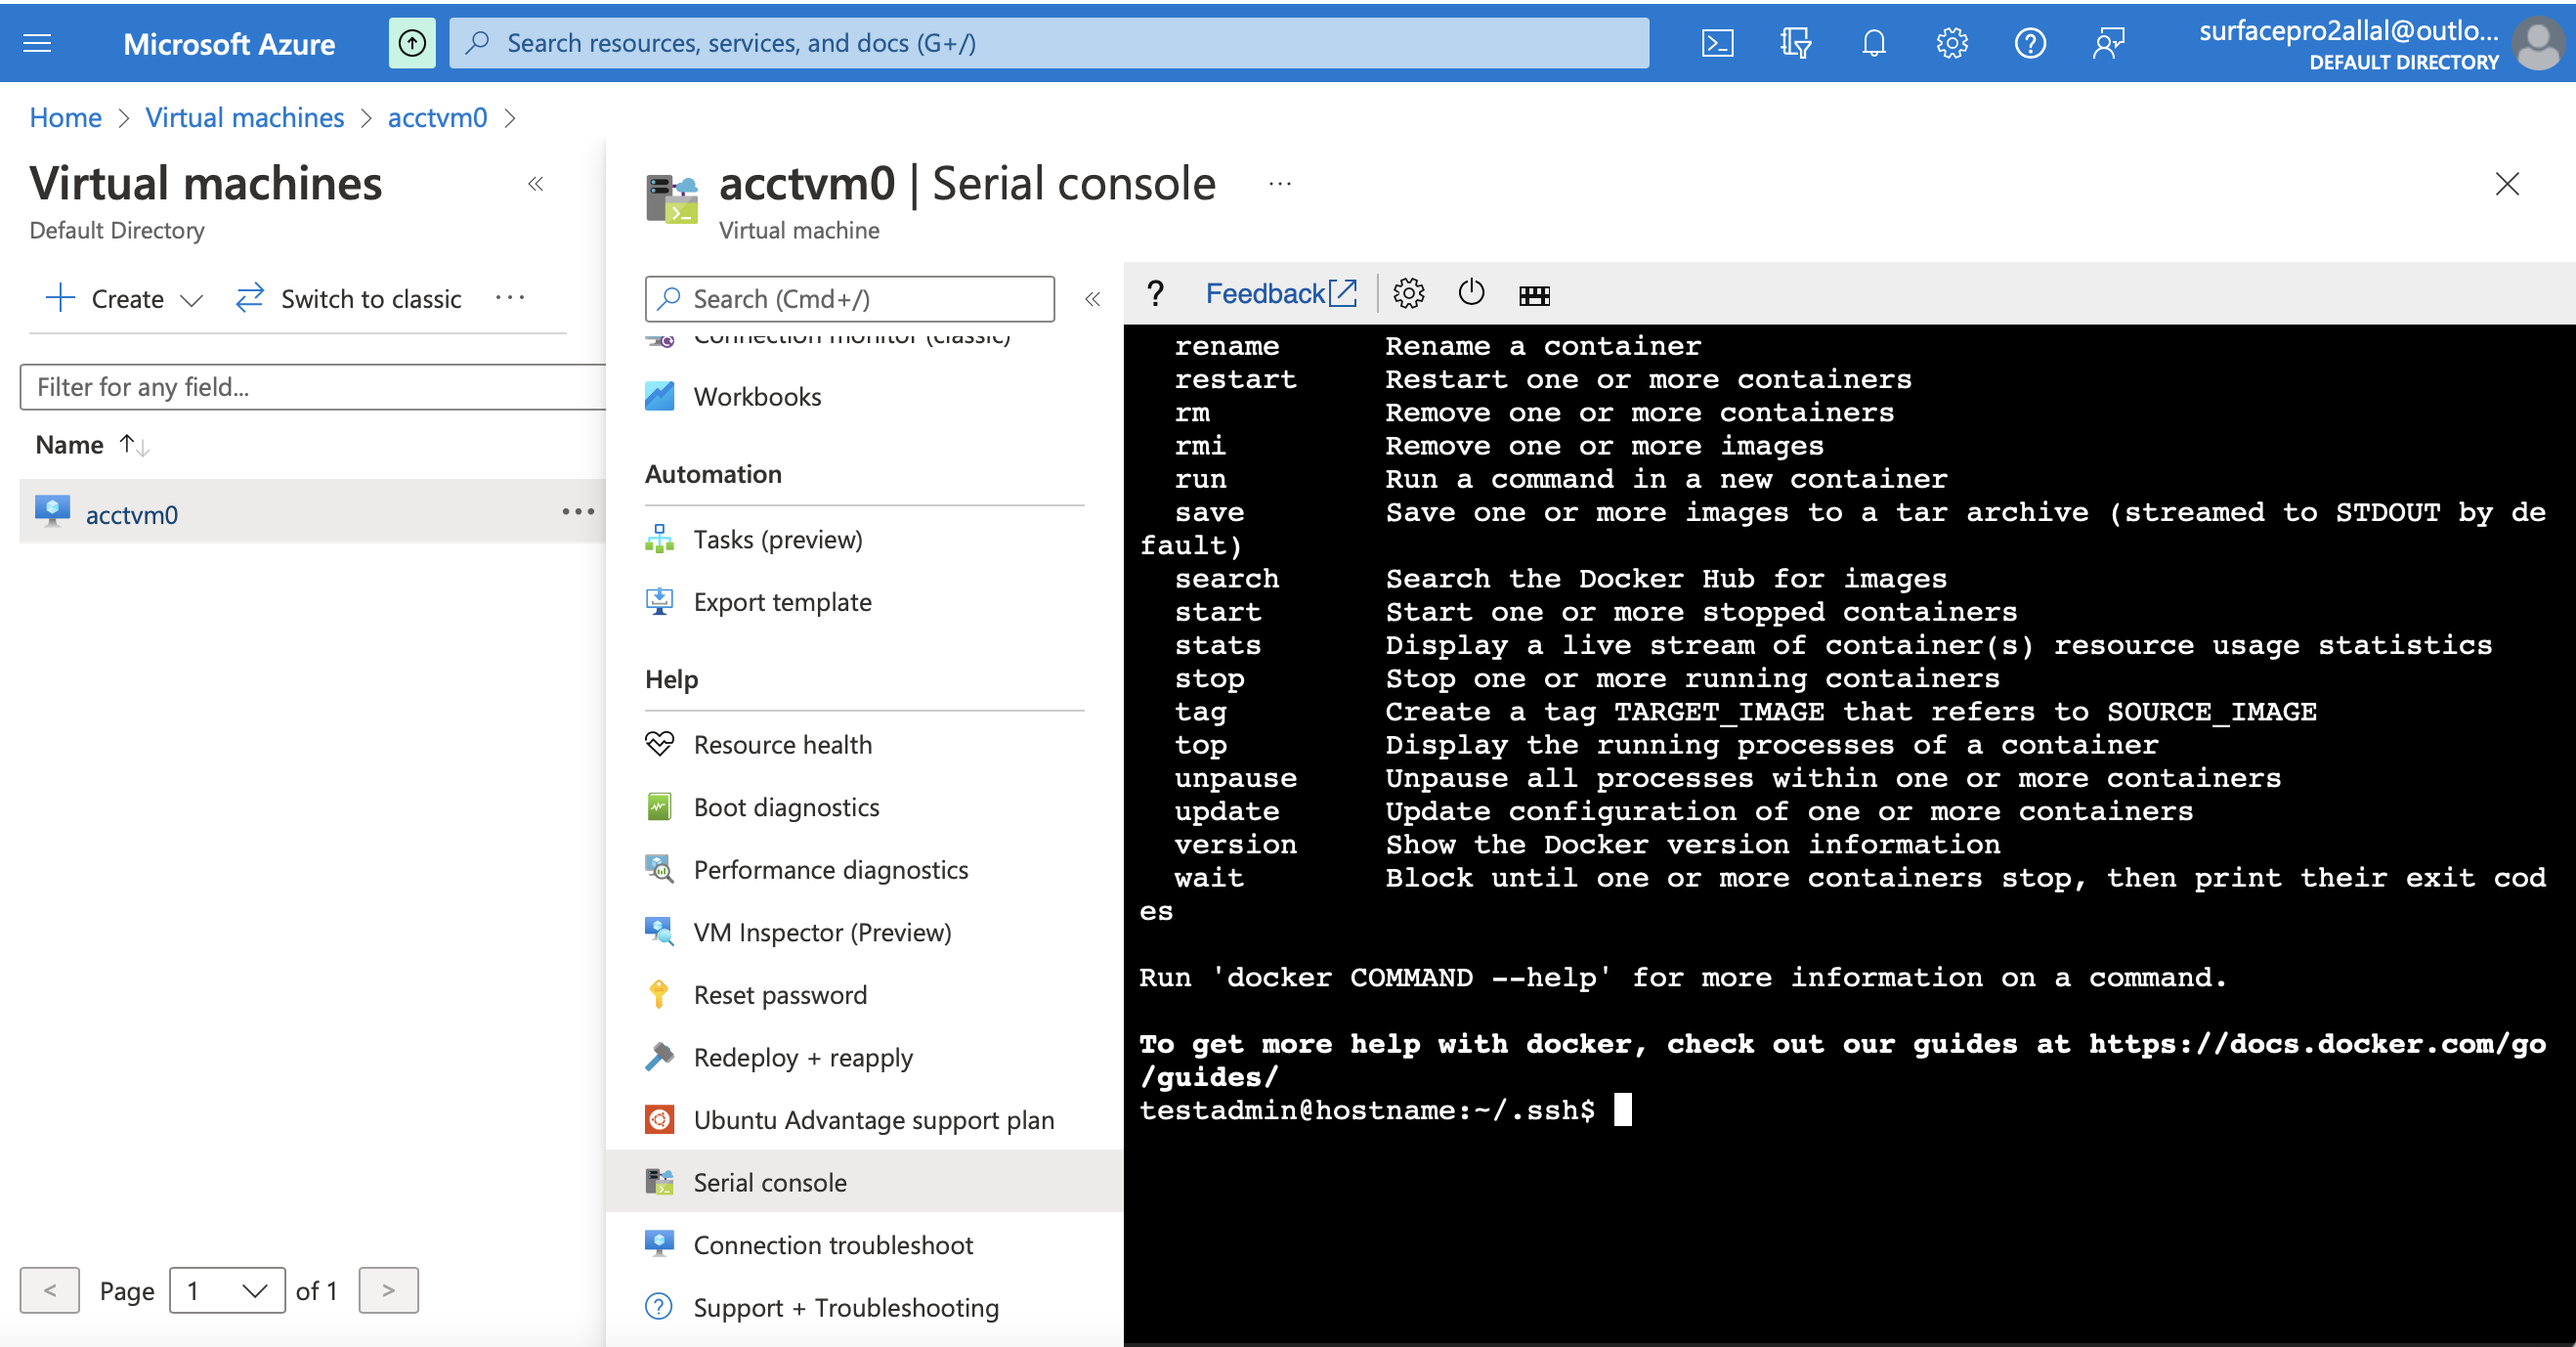 Microsoft Azure
Search resources, services, and docs (G+/)
surfacepro2allal@outlo...
DEFAULT DIRECTORY
Home > Virtual machines > acctvm0 >
Virtual machines
Default Directory
+ Create
Switch to classic
...
Filter for any field...
Name
acctvm0
...
< Page 1 of 1 >
acctvm0 | Serial console
...
Virtual machine
Search (Cmd+/)
Connection monitor (classic)
Workbooks
Automation
Tasks (preview)
Export template
Help
Resource health
Boot diagnostics
Performance diagnostics
VM Inspector (Preview)
Reset password
Redeploy + reapply
Ubuntu Advantage support plan
Serial console
Connection troubleshoot
Support + Troubleshooting
? Feedback
rename Rename a container
restart Restart one or more containers
rm Remove one or more containers
rmi Remove one or more images
run Run a command in a new container
save Save one or more images to a tar archive (streamed to STDOUT by de
fault)
search Search the Docker Hub for images
start Start one or more stopped containers
stats Display a live stream of container(s) resource usage statistics
stop Stop one or more running containers
tag Create a tag TARGET_IMAGE that refers to SOURCE_IMAGE
top Display the running processes of a container
unpause Unpause all processes within one or more containers
update Update configuration of one or more containers
version Show the Docker version information
wait Block until one or more containers stop, then print their exit cod
es
Run 'docker COMMAND --help' for more information on a command.
To get more help with docker, check out our guides at https://docs.docker.com/go
/guides/
testadmin@hostname:~/.ssh$